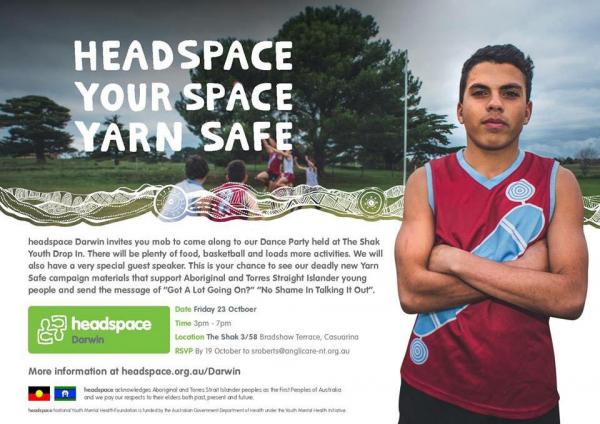 HEADSPACE
YOUR SPACE
YARN SAFE
headspace Darwin invites you mob to come along to our Dance Party held at The Shak
Youth Drop In. There will be plenty of food, basketball and loads more activities. We will
also have a very special guest speaker. This is your chance to see our deadly new Yarn
Safe campaign materials that support Aboriginal and Torres Straight Islander young
people and send the message of "Got A Lot Going On?" "No Shame In Talking It Out".
headspace
Darwin
Date Friday 23 Octboer
Time 3pm - 7pm
Location The Shak 3/58 Bradshaw Terrace, Casuarina
RSVP By 19 October to sroberts@anglicare-nt.org.au
More information at headspace.org.au/Darwin
headspace acknowledges Aboriginal and Torres Strait Islander peoples as the First Peoples of Australia
and we pay our respects to their elders both past, present and future.
headspace National Youth Mental Health Foundation is funded by the Australian Government Department of Health under the Youth Mental Health Initiative